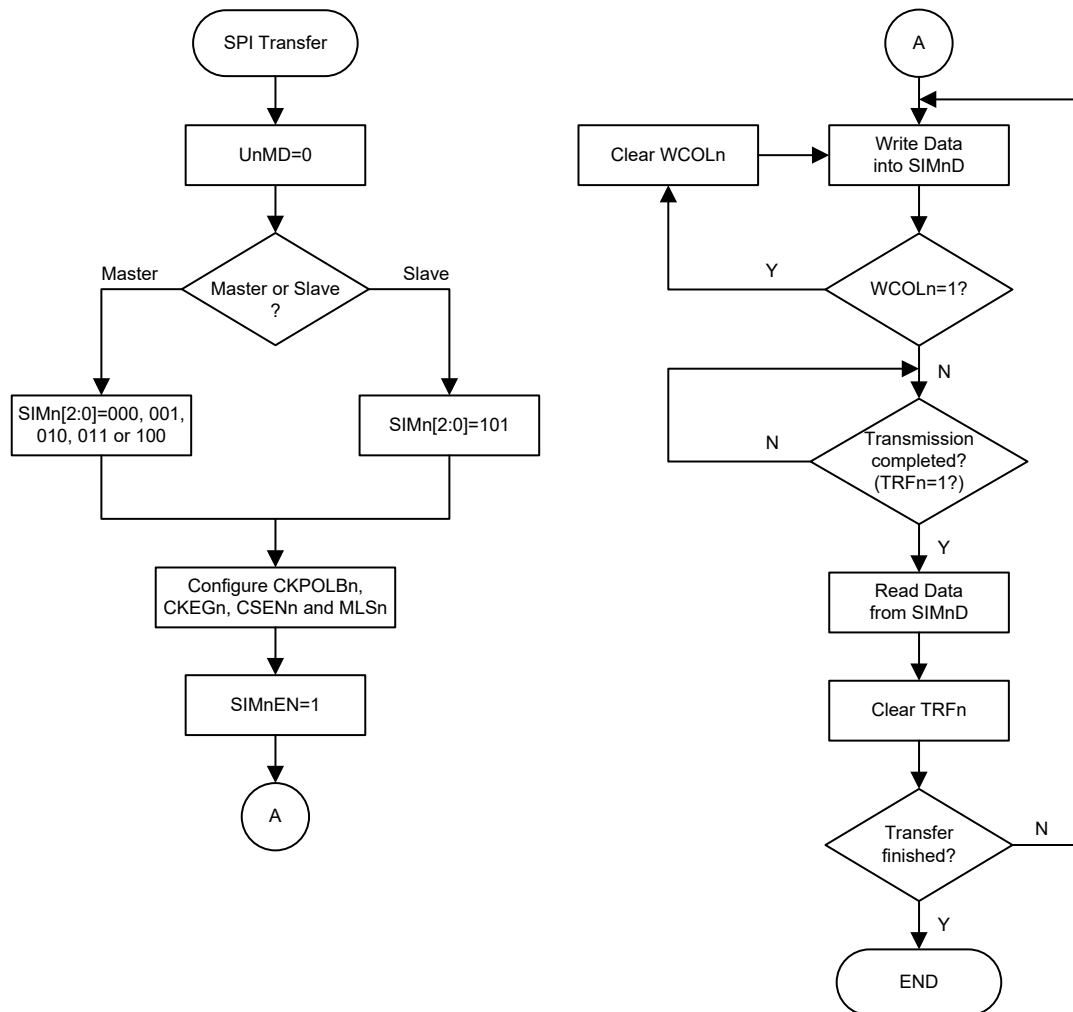 SPI Transfer
UnMD=0
Master or Slave
?
Master
Slave
SIMn[2:0]=000, 001,
010, 011 or 100
SIMn[2:0]=101
Configure CKPOLBn,
CKEGn, CSENn and MLSn
SIMnEN=1
A
A
Write Data
into SIMnD
Clear WCOLn
WCOLn=1?
Y
N
Transmission
completed?
(TRFn=1?)
N
Y
Read Data
from SIMnD
Clear TRFn
Transfer
finished?
N
Y
END